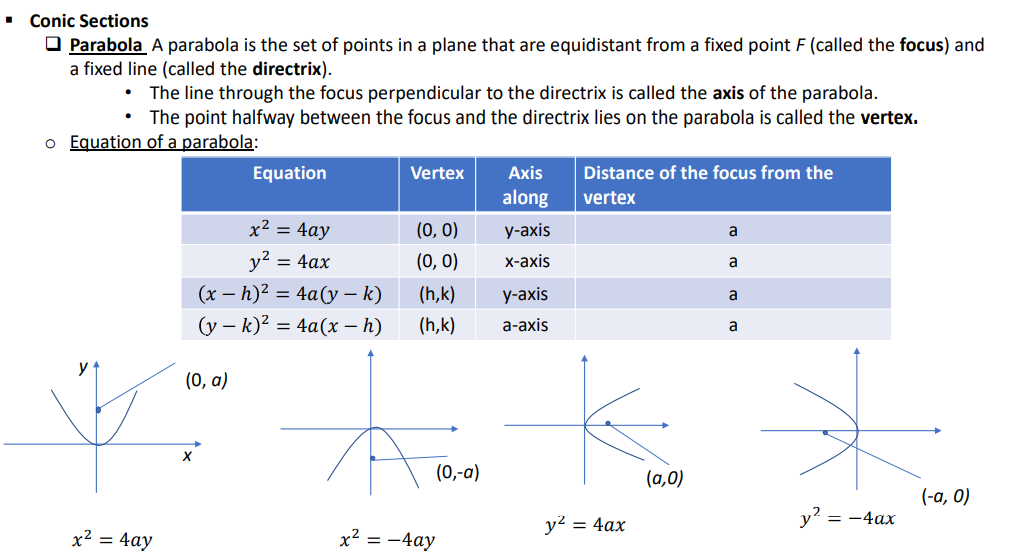 ▪ Conic Sections
❑ Parabola A parabola is the set of points in a plane that are equidistant from a fixed point F (called the focus) and
a fixed line (called the directrix).
• The line through the focus perpendicular to the directrix is called the axis of the parabola.
• The point halfway between the focus and the directrix lies on the parabola is called the vertex.
o Equation of a parabola:
Equation Vertex Axis along Distance of the focus from the vertex
x² = 4ay (0, 0) y-axis a
y² = 4ax (0, 0) x-axis a
(x − h)² = 4a(y − k) (h,k) y-axis a
(y − k)² = 4a(x − h) (h,k) a-axis a
y
(0, a)
x
x² = 4ay
(0,-a)
x² = −4ay
(a,0)
y² = 4ax
(-a, 0)
y² = −4ax